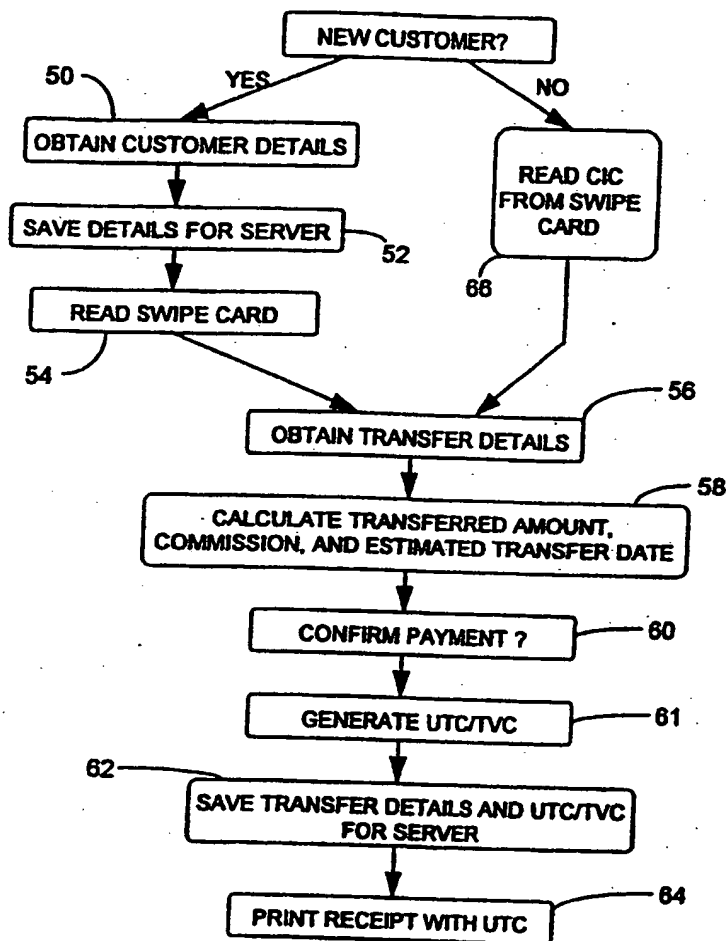 NEW CUSTOMER?
50
YES
NO
OBTAIN CUSTOMER DETAILS
READ CIC
FROM SWIPE
CARD
SAVE DETAILS FOR SERVER
52
66
READ SWIPE CARD
54
56
OBTAIN TRANSFER DETAILS
58
CALCULATE TRANSFERRED AMOUNT,
COMMISSION, AND ESTIMATED TRANSFER DATE
CONFIRM PAYMENT ?
60
GENERATE UTC/TVC
61
62
SAVE TRANSFER DETAILS AND UTC/TVC
FOR SERVER
64
PRINT RECEIPT WITH UTC